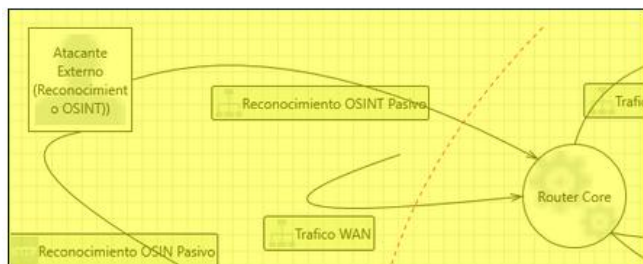 Atacante
Externo
(Reconocimient
o OSINT))
Reconocimiento OSINT Pasivo
Router Core
Trafico WAN
Reconocimiento OSIN Pasivo